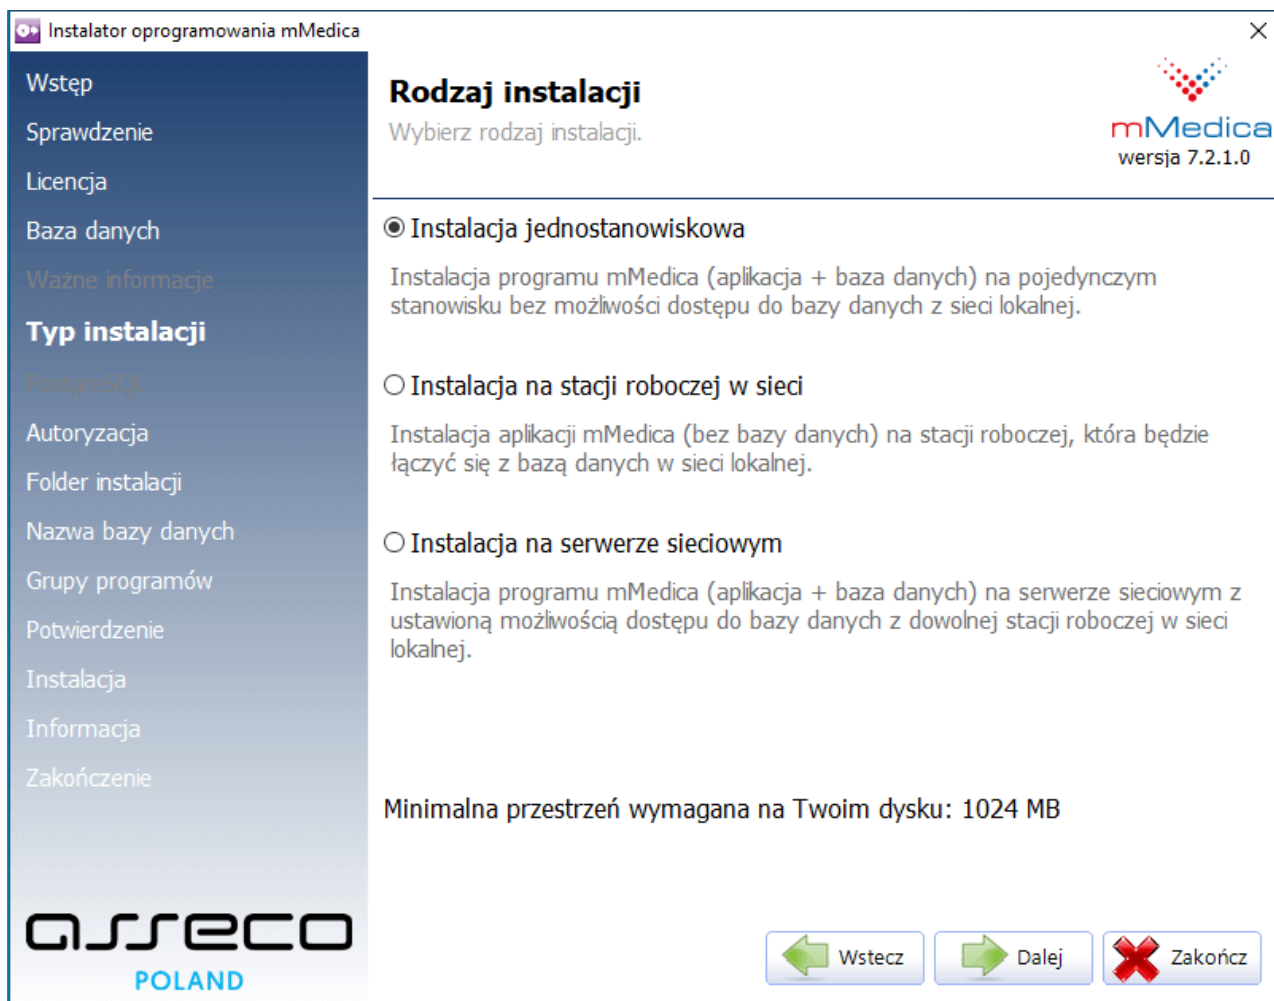 Instalator oprogramowania mMedica
Wstęp
Sprawdzenie
Licencja
Baza danych
Ważne informacje
Typ instalacji
PostgreSQL
Autoryzacja
Folder instalacji
Nazwa bazy danych
Grupy programów
Potwierdzenie
Instalacja
Informacja
Zakończenie
asseco
POLAND
Rodzaj instalacji
Wybierz rodzaj instalacji.
mMedica
wersja 7.2.1.0
Instalacja jednostanowiskowa
Instalacja programu mMedica (aplikacja + baza danych) na pojedynczym
stanowisku bez możliwości dostępu do bazy danych z sieci lokalnej.
Instalacja na stacji roboczej w sieci
Instalacja aplikacji mMedica (bez bazy danych) na stacji roboczej, która będzie
łączyć się z bazą danych w sieci lokalnej.
Instalacja na serwerze sieciowym
Instalacja programu mMedica (aplikacja + baza danych) na serwerze sieciowym z
ustawioną możliwością dostępu do bazy danych z dowolnej stacji roboczej w sieci
lokalnej.
Minimalna przestrzeń wymagana na Twoim dysku: 1024 MB
Wstecz
Dalej
Zakończ